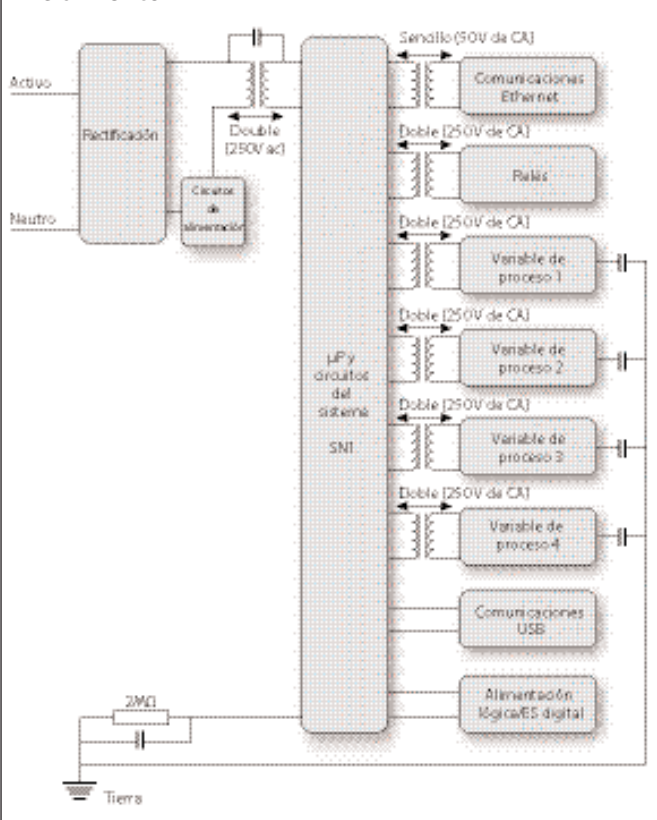 Sencillo (90V de CA)
Activo
Rectificación
Double
(250V ac)
Comunicaciones
Ethernet
Doble (250V de CA)
Relés
Circuitos
de
alimentación
Neutro
Doble (250V de CA)
Variable de
proceso 1
Doble (250V de CA)
Variable de
proceso 2
µP y
circuitos
del
sistema
SN1
Doble (250V de CA)
Variable de
proceso 3
Doble (250V de CA)
Variable de
proceso 4
Comunicaciones
USB
Alimentación
lógica/ES digital
2MΩ
Tierra